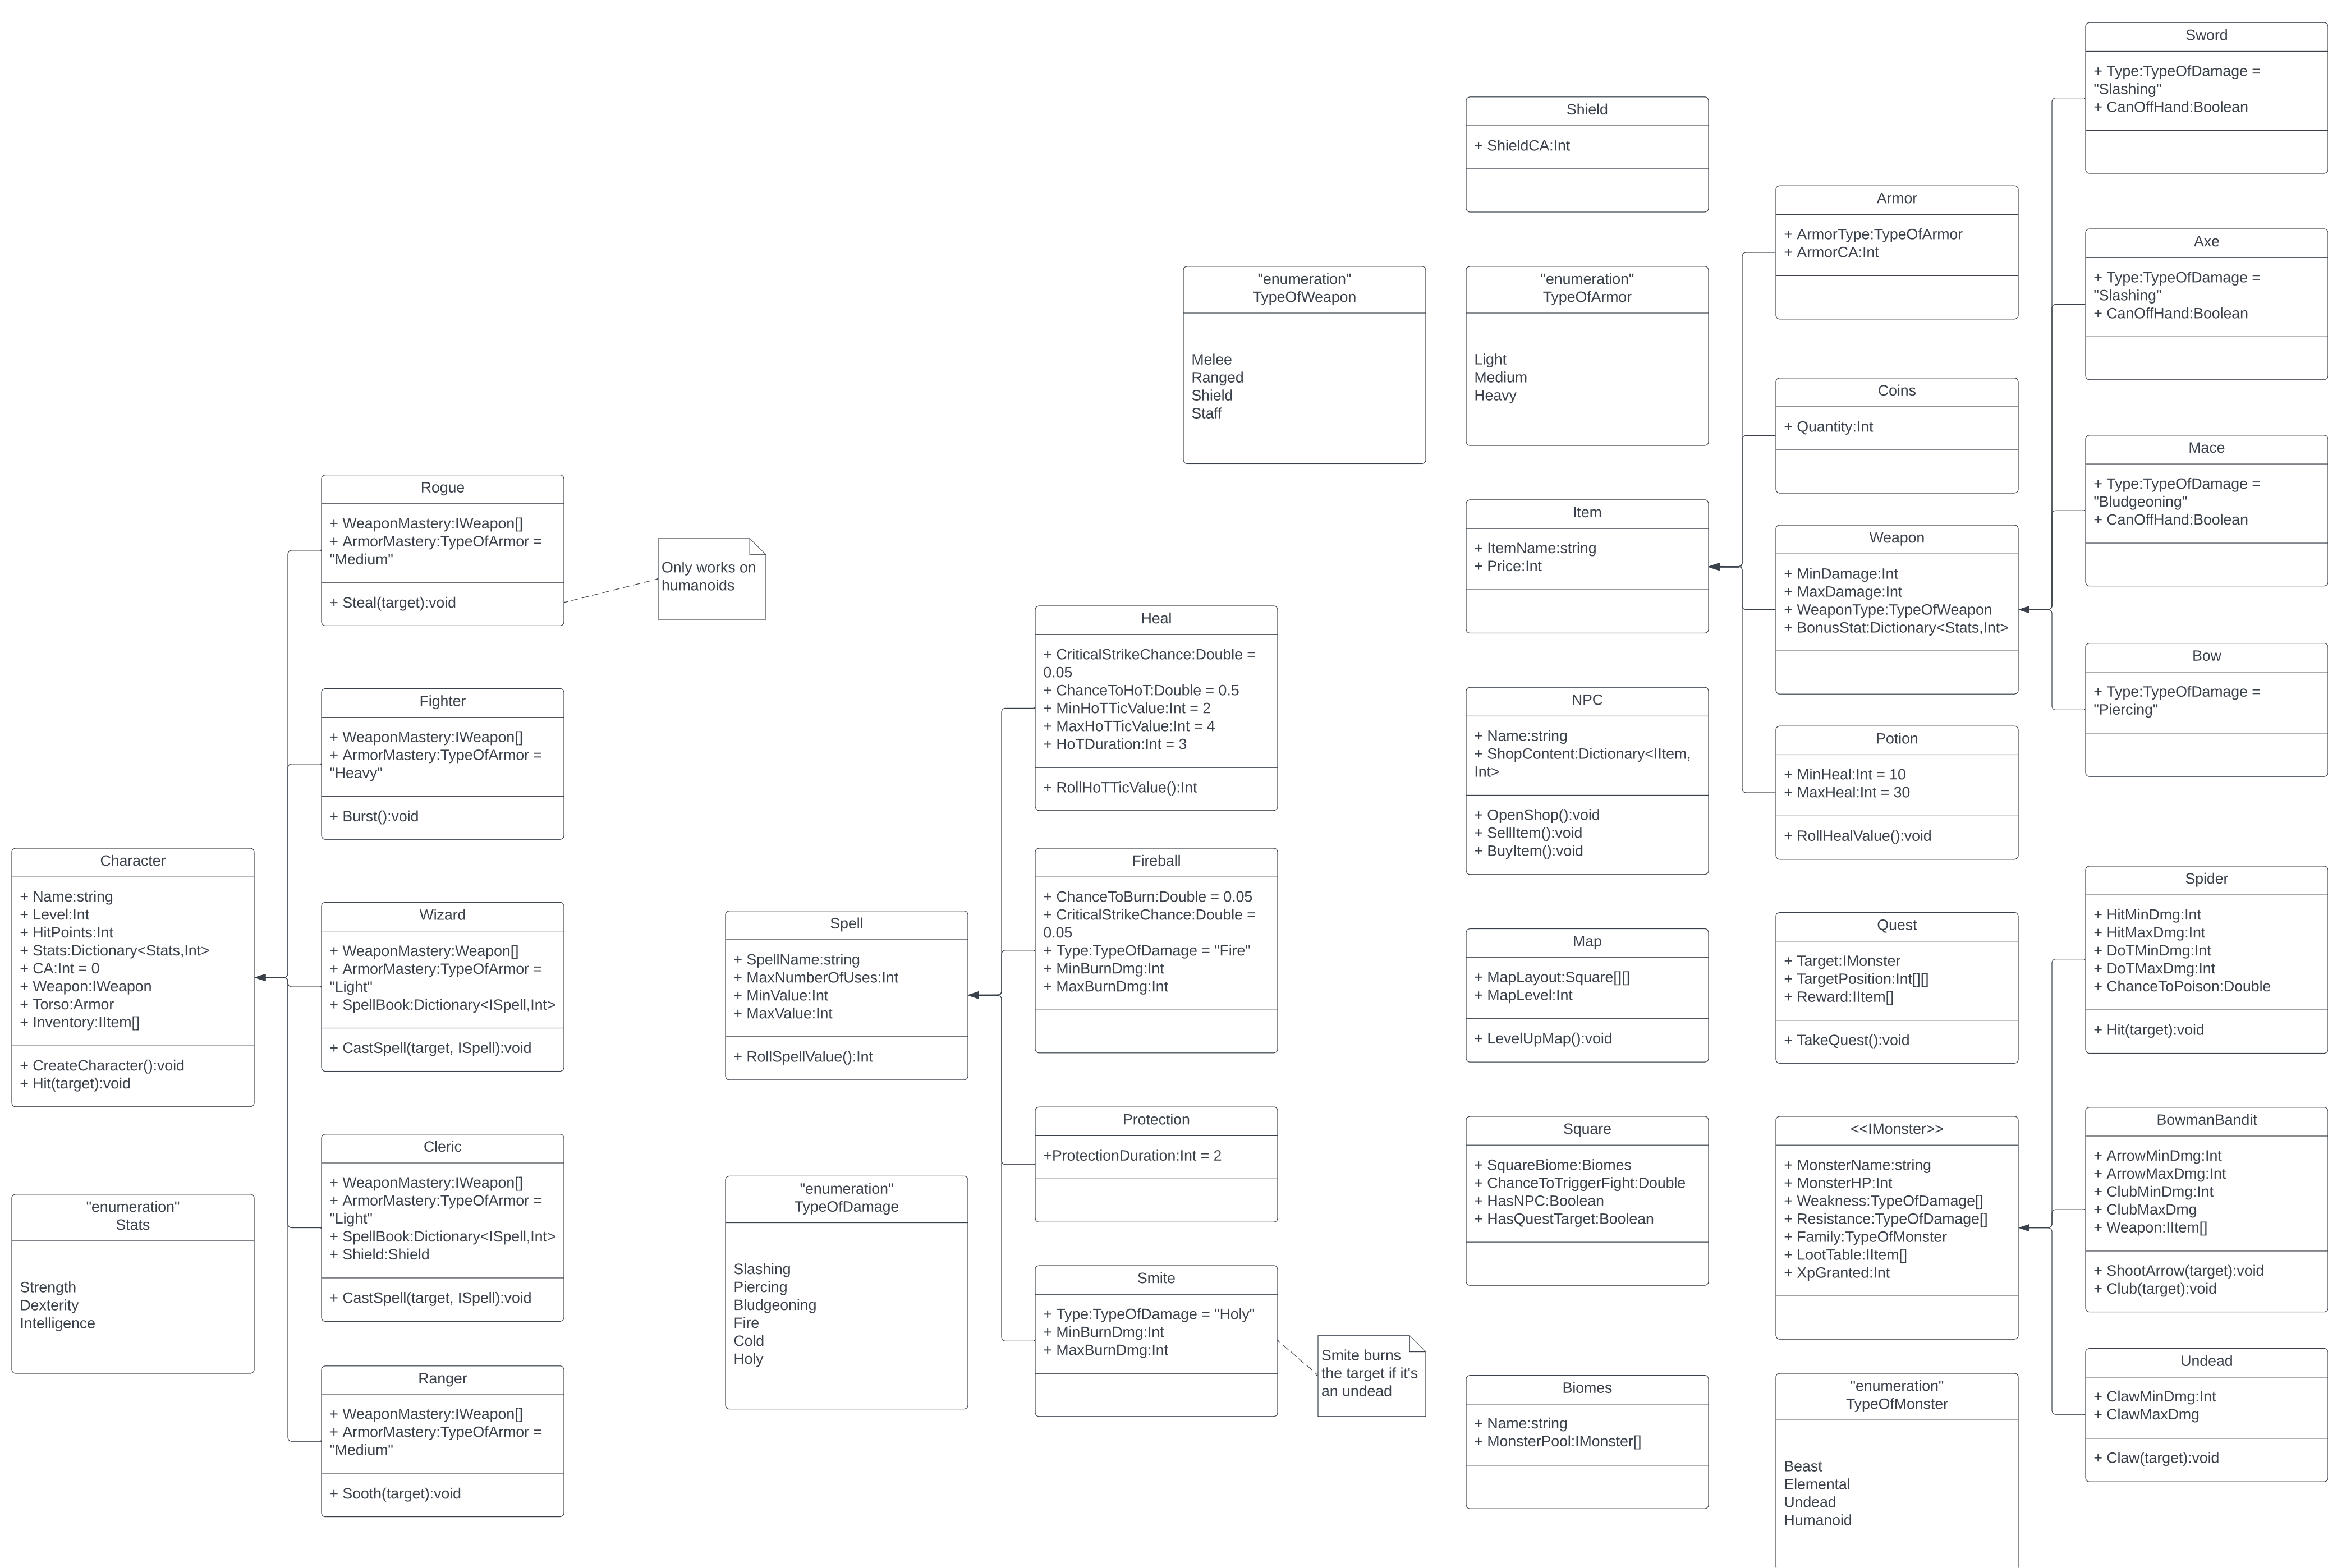 Character
+ Name:string
+ Level:Int
+ HitPoints:Int
+ Stats:Dictionary<Stats,Int>
+ CA:Int = 0
+ Weapon:IWeapon
+ Torso:Armor
+ Inventory:IItem[]
+ CreateCharacter():void
+ Hit(target):void
"enumeration"
Stats
Strength
Dexterity
Intelligence
Rogue
+ WeaponMastery:IWeapon[]
+ ArmorMastery:TypeOfArmor =
"Medium"
+ Steal(target):void
Only works on
humanoids
Fighter
+ WeaponMastery:IWeapon[]
+ ArmorMastery:TypeOfArmor =
"Heavy"
+ Burst():void
Wizard
+ WeaponMastery:Weapon[]
+ ArmorMastery:TypeOfArmor =
"Light"
+ SpellBook:Dictionary<ISpell,Int>
+ CastSpell(target, ISpell):void
Cleric
+ WeaponMastery:IWeapon[]
+ ArmorMastery:TypeOfArmor =
"Light"
+ SpellBook:Dictionary<ISpell,Int>
+ Shield:Shield
+ CastSpell(target, ISpell):void
Ranger
+ WeaponMastery:IWeapon[]
+ ArmorMastery:TypeOfArmor =
"Medium"
+ Sooth(target):void
Spell
+ SpellName:string
+ MaxNumberOfUses:Int
+ MinValue:Int
+ MaxValue:Int
+ RollSpellValue():Int
"enumeration"
TypeOfDamage
Slashing
Piercing
Bludgeoning
Fire
Cold
Holy
Heal
+ CriticalStrikeChance:Double =
0.05
+ ChanceToHoT:Double = 0.5
+ MinHoTTicValue:Int = 2
+ MaxHoTTicValue:Int = 4
+ HoTDuration:Int = 3
+ RollHoTTicValue():Int
Fireball
+ ChanceToBurn:Double = 0.05
+ CriticalStrikeChance:Double =
0.05
+ Type:TypeOfDamage = "Fire"
+ MinBurnDmg:Int
+ MaxBurnDmg:Int
Protection
+ProtectionDuration:Int = 2
Smite
+ Type:TypeOfDamage = "Holy"
+ MinBurnDmg:Int
+ MaxBurnDmg:Int
Smite burns
the target if it's
an undead
"enumeration"
TypeOfWeapon
Melee
Ranged
Shield
Staff
Shield
+ ShieldCA:Int
"enumeration"
TypeOfArmor
Light
Medium
Heavy
Item
+ ItemName:string
+ Price:Int
NPC
+ Name:string
+ ShopContent:Dictionary<IItem,
Int>
+ OpenShop():void
+ SellItem():void
+ BuyItem():void
Map
+ MapLayout:Square[][]
+ MapLevel:Int
+ LevelUpMap():void
Square
+ SquareBiome:Biomes
+ ChanceToTriggerFight:Double
+ HasNPC:Boolean
+ HasQuestTarget:Boolean
Biomes
+ Name:string
+ MonsterPool:IMonster[]
Armor
+ ArmorType:TypeOfArmor
+ ArmorCA:Int
Coins
+ Quantity:Int
Weapon
+ MinDamage:Int
+ MaxDamage:Int
+ WeaponType:TypeOfWeapon
+ BonusStat:Dictionary<Stats,Int>
Potion
+ MinHeal:Int = 10
+ MaxHeal:Int = 30
+ RollHealValue():void
Quest
+ Target:IMonster
+ TargetPosition:Int[][]
+ Reward:IItem[]
+ TakeQuest():void
<<IMonster>>
+ MonsterName:string
+ MonsterHP:Int
+ Weakness:TypeOfDamage[]
+ Resistance:TypeOfDamage[]
+ Family:TypeOfMonster
+ LootTable:IItem[]
+ XpGranted:Int
"enumeration"
TypeOfMonster
Beast
Elemental
Undead
Humanoid
Sword
+ Type:TypeOfDamage =
"Slashing"
+ CanOffHand:Boolean
Axe
+ Type:TypeOfDamage =
"Slashing"
+ CanOffHand:Boolean
Mace
+ Type:TypeOfDamage =
"Bludgeoning"
+ CanOffHand:Boolean
Bow
+ Type:TypeOfDamage =
"Piercing"
Spider
+ HitMinDmg:Int
+ HitMaxDmg:Int
+ DoTMinDmg:Int
+ DoTMaxDmg:Int
+ ChanceToPoison:Double
+ Hit(target):void
BowmanBandit
+ ArrowMinDmg:Int
+ ArrowMaxDmg:Int
+ ClubMinDmg:Int
+ ClubMaxDmg
+ Weapon:IItem[]
+ ShootArrow(target):void
+ Club(target):void
Undead
+ ClawMinDmg:Int
+ ClawMaxDmg
+ Claw(target):void